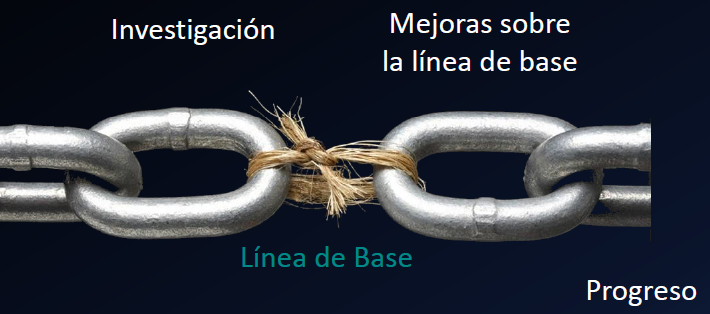 Investigación
Mejoras sobre
la línea de base
Línea de Base
Progreso